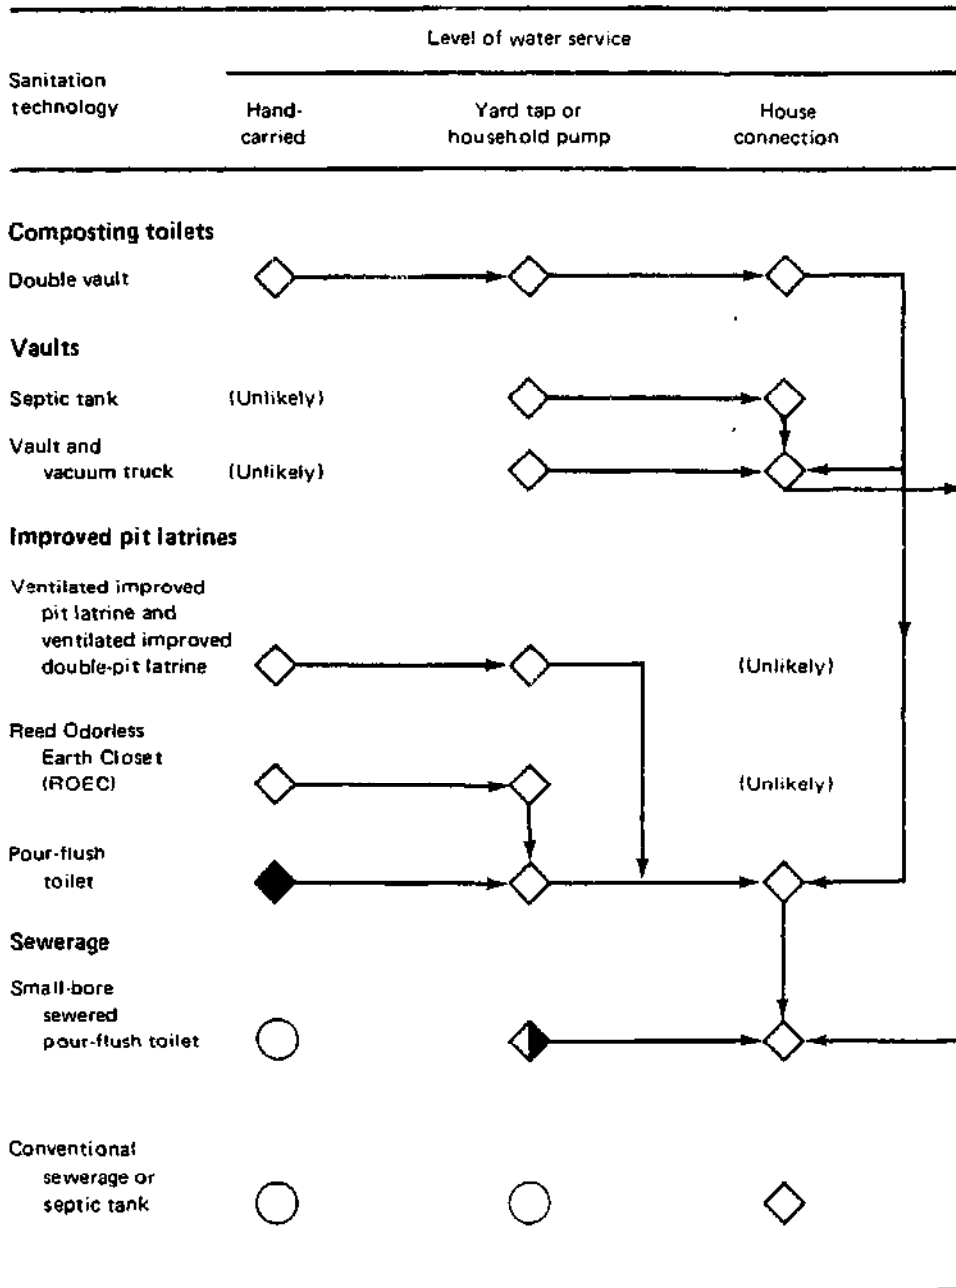 Level of water service
Sanitation
technology
Hand-
carried
Yard tap or
household pump
House
connection
Composting toilets
Double vault
Vaults
Septic tank (Unlikely)
Vault and
vacuum truck (Unlikely)
Improved pit latrines
Ventilated improved
pit latrine and
ventilated improved
double-pit latrine (Unlikely)
Reed Odorless
Earth Closet
(ROEC) (Unlikely)
Pour-flush
toilet
Sewerage
Small-bore
sewered
pour-flush toilet
Conventional
sewerage or
septic tank